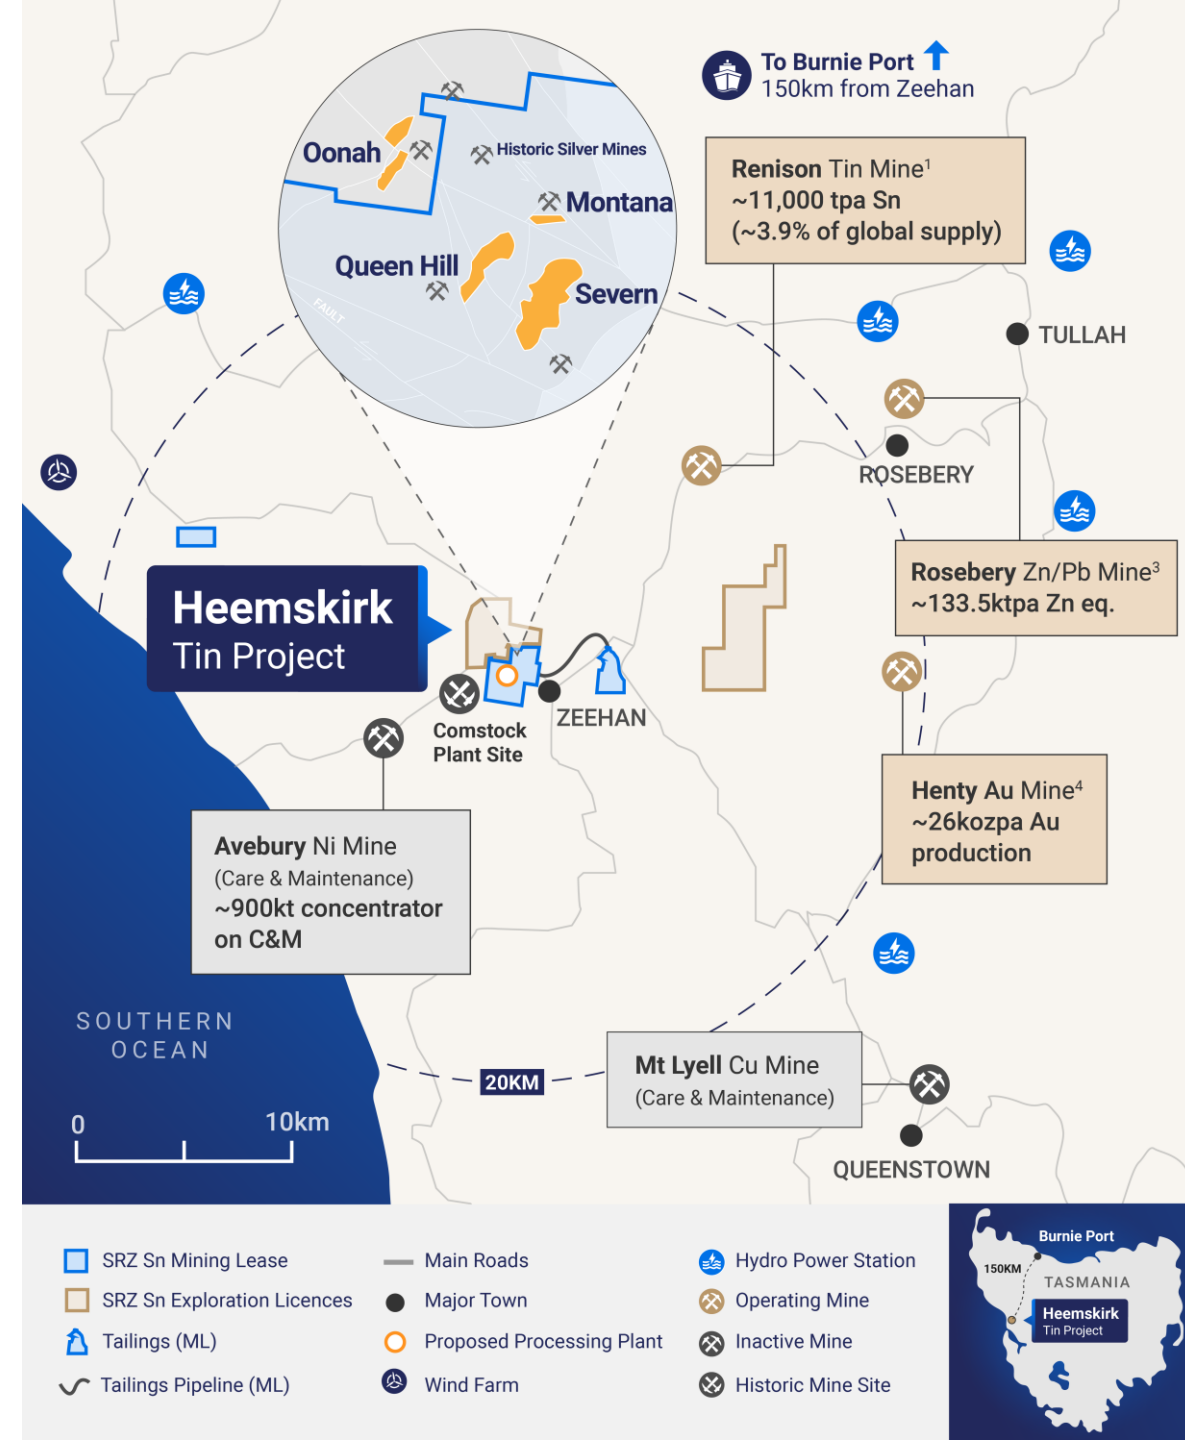 To Burnie Port
150km from Zeehan
Oonah
Historic Silver Mines
Montana
Queen Hill
Severn
FAULT
Renison Tin Mine¹
~11,000 tpa Sn
(~3.9% of global supply)
TULLAH
ROSEBERY
Rosebery Zn/Pb Mine³
~133.5ktpa Zn eq.
Heemskirk
Tin Project
ZEEHAN
Comstock
Plant Site
Henty Au Mine⁴
~26kozpa Au
production
Avebury Ni Mine
(Care & Maintenance)
~900kt concentrator
on C&M
SOUTHERN
OCEAN
20KM
Mt Lyell Cu Mine
(Care & Maintenance)
0 10km
QUEENSTOWN
SRZ Sn Mining Lease
SRZ Sn Exploration Licences
Tailings (ML)
Tailings Pipeline (ML)
Main Roads
Major Town
Proposed Processing Plant
Wind Farm
Hydro Power Station
Operating Mine
Inactive Mine
Historic Mine Site
Burnie Port
150KM
TASMANIA
Heemskirk
Tin Project